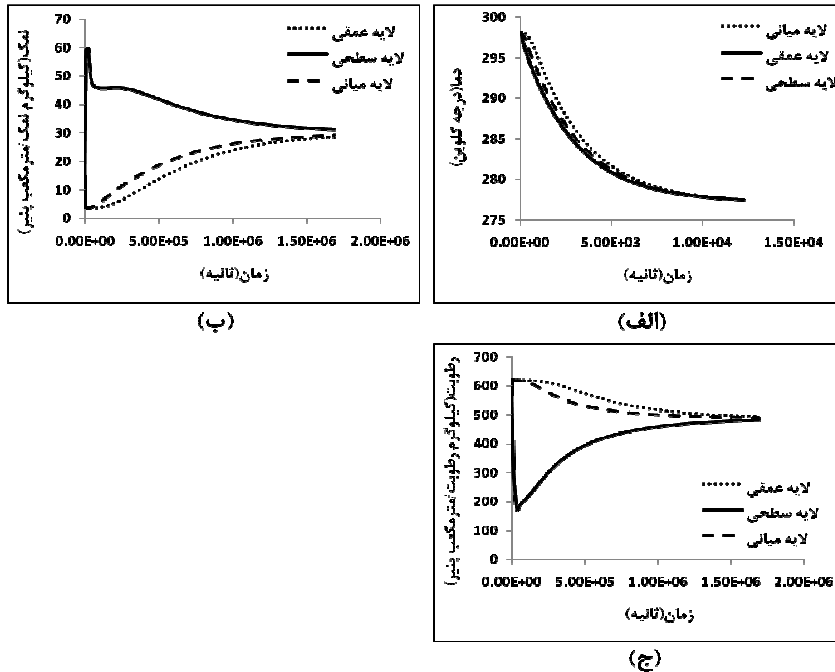 نمک(کیلوگرم نمک/مترمکعب پنیر)
70
60
50
40
30
20
10
0
لایه عمقی
لایه سطحی
لایه میانی
0.00E+00 5.00E+05 1.00E+06 1.50E+06 2.00E+06
زمان(ثانیه)
(ب)
دما(درجه کلوین)
300
295
290
285
280
275
لایه میانی
لایه عمقی
لایه سطحی
0.00E+00 5.00E+03 1.00E+04 1.50E+04
زمان(ثانیه)
(الف)
رطوبت(کیلوگرم رطوبت/مترمکعب پنیر)
700
600
500
400
300
200
100
0
لایه عمقی
لایه سطحی
لایه میانی
0.00E+00 5.00E+05 1.00E+06 1.50E+06 2.00E+06
زمان(ثانیه)
(ج)